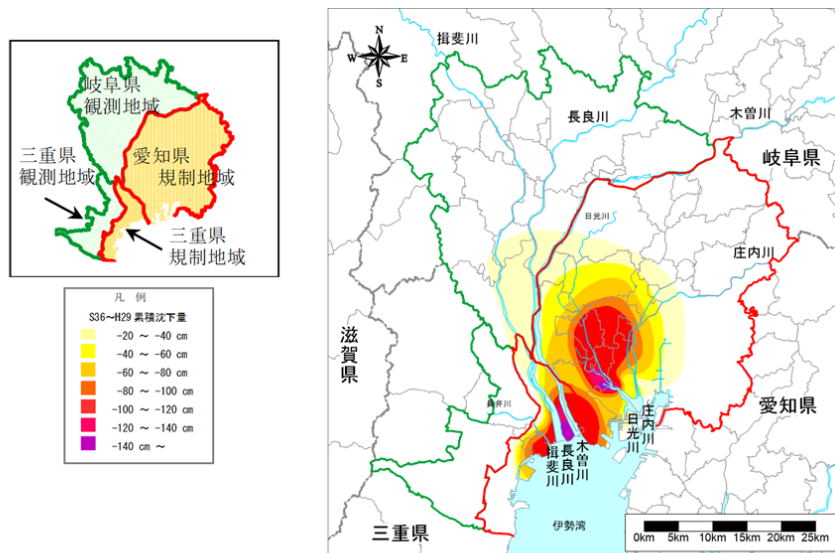 岐阜県
観測地域
三重県
観測地域
愛知県
規制地域
三重県
規制地域
凡 例
S36～H29 累積沈下量
-20 ～ -40 cm
-40 ～ -60 cm
-60 ～ -80 cm
-80 ～ -100 cm
-100 ～ -120 cm
-120 ～ -140 cm
-140 cm ～
N
W
E
S
揖斐川
長良川
木曽川
岐阜県
日光川
庄内川
滋賀県
愛知県
庄内川
日光川
木曽川
長良川
揖斐川
伊勢湾
三重県
0km 5km 10km 15km 20km 25km